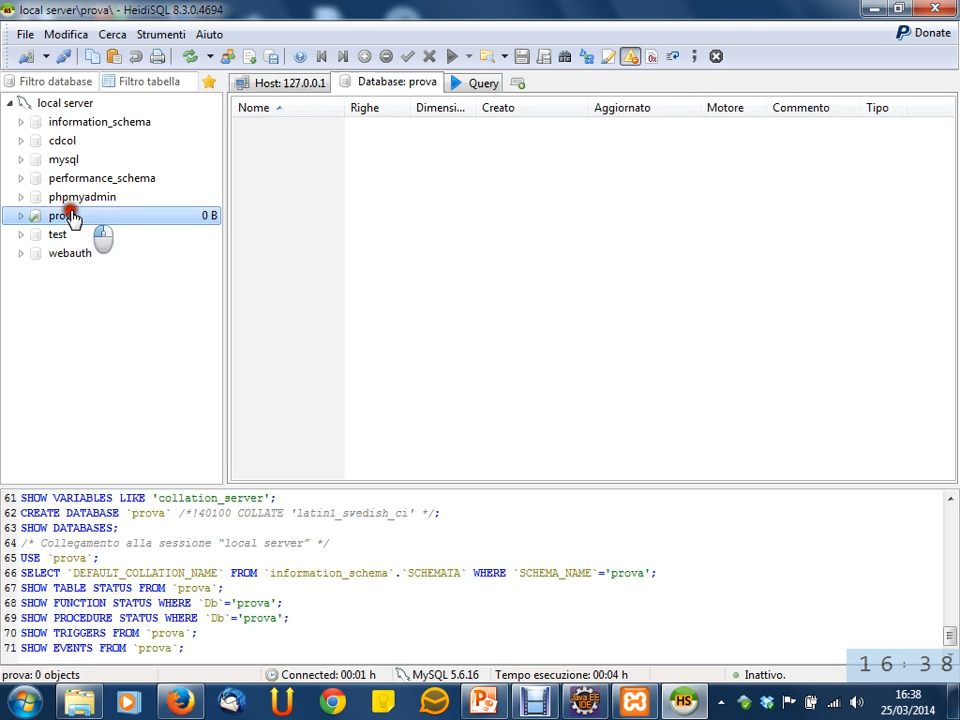 local server\prova\ - HeidiSQL 8.3.0.4694
File Modifica Cerca Strumenti Aiuto
Donate
Filtro database Filtro tabella
Host: 127.0.0.1 Database: prova Query
Nome Righe Dimensi... Creato Aggiornato Motore Commento Tipo
local server
information_schema
cdcol
mysql
performance_schema
phpmyadmin
0 B
test
webauth
61 SHOW VARIABLES LIKE 'collation_server';
62 CREATE DATABASE `prova` /*!40100 COLLATE 'latin1_swedish_ci' */;
63 SHOW DATABASES;
64 /* Collegamento alla sessione "local server" */
65 USE `prova`;
66 SELECT `DEFAULT_COLLATION_NAME` FROM `information_schema`.`SCHEMATA` WHERE `SCHEMA_NAME`='prova';
67 SHOW TABLE STATUS FROM `prova`;
68 SHOW FUNCTION STATUS WHERE `Db`='prova';
69 SHOW PROCEDURE STATUS WHERE `Db`='prova';
70 SHOW TRIGGERS FROM `prova`;
71 SHOW EVENTS FROM `prova`;
prova: 0 objects Connected: 00:01 h MySQL 5.6.16 Tempo esecuzione: 00:04 h Inattivo.
16:38
Java EE IDE
HS
16:38
25/03/2014